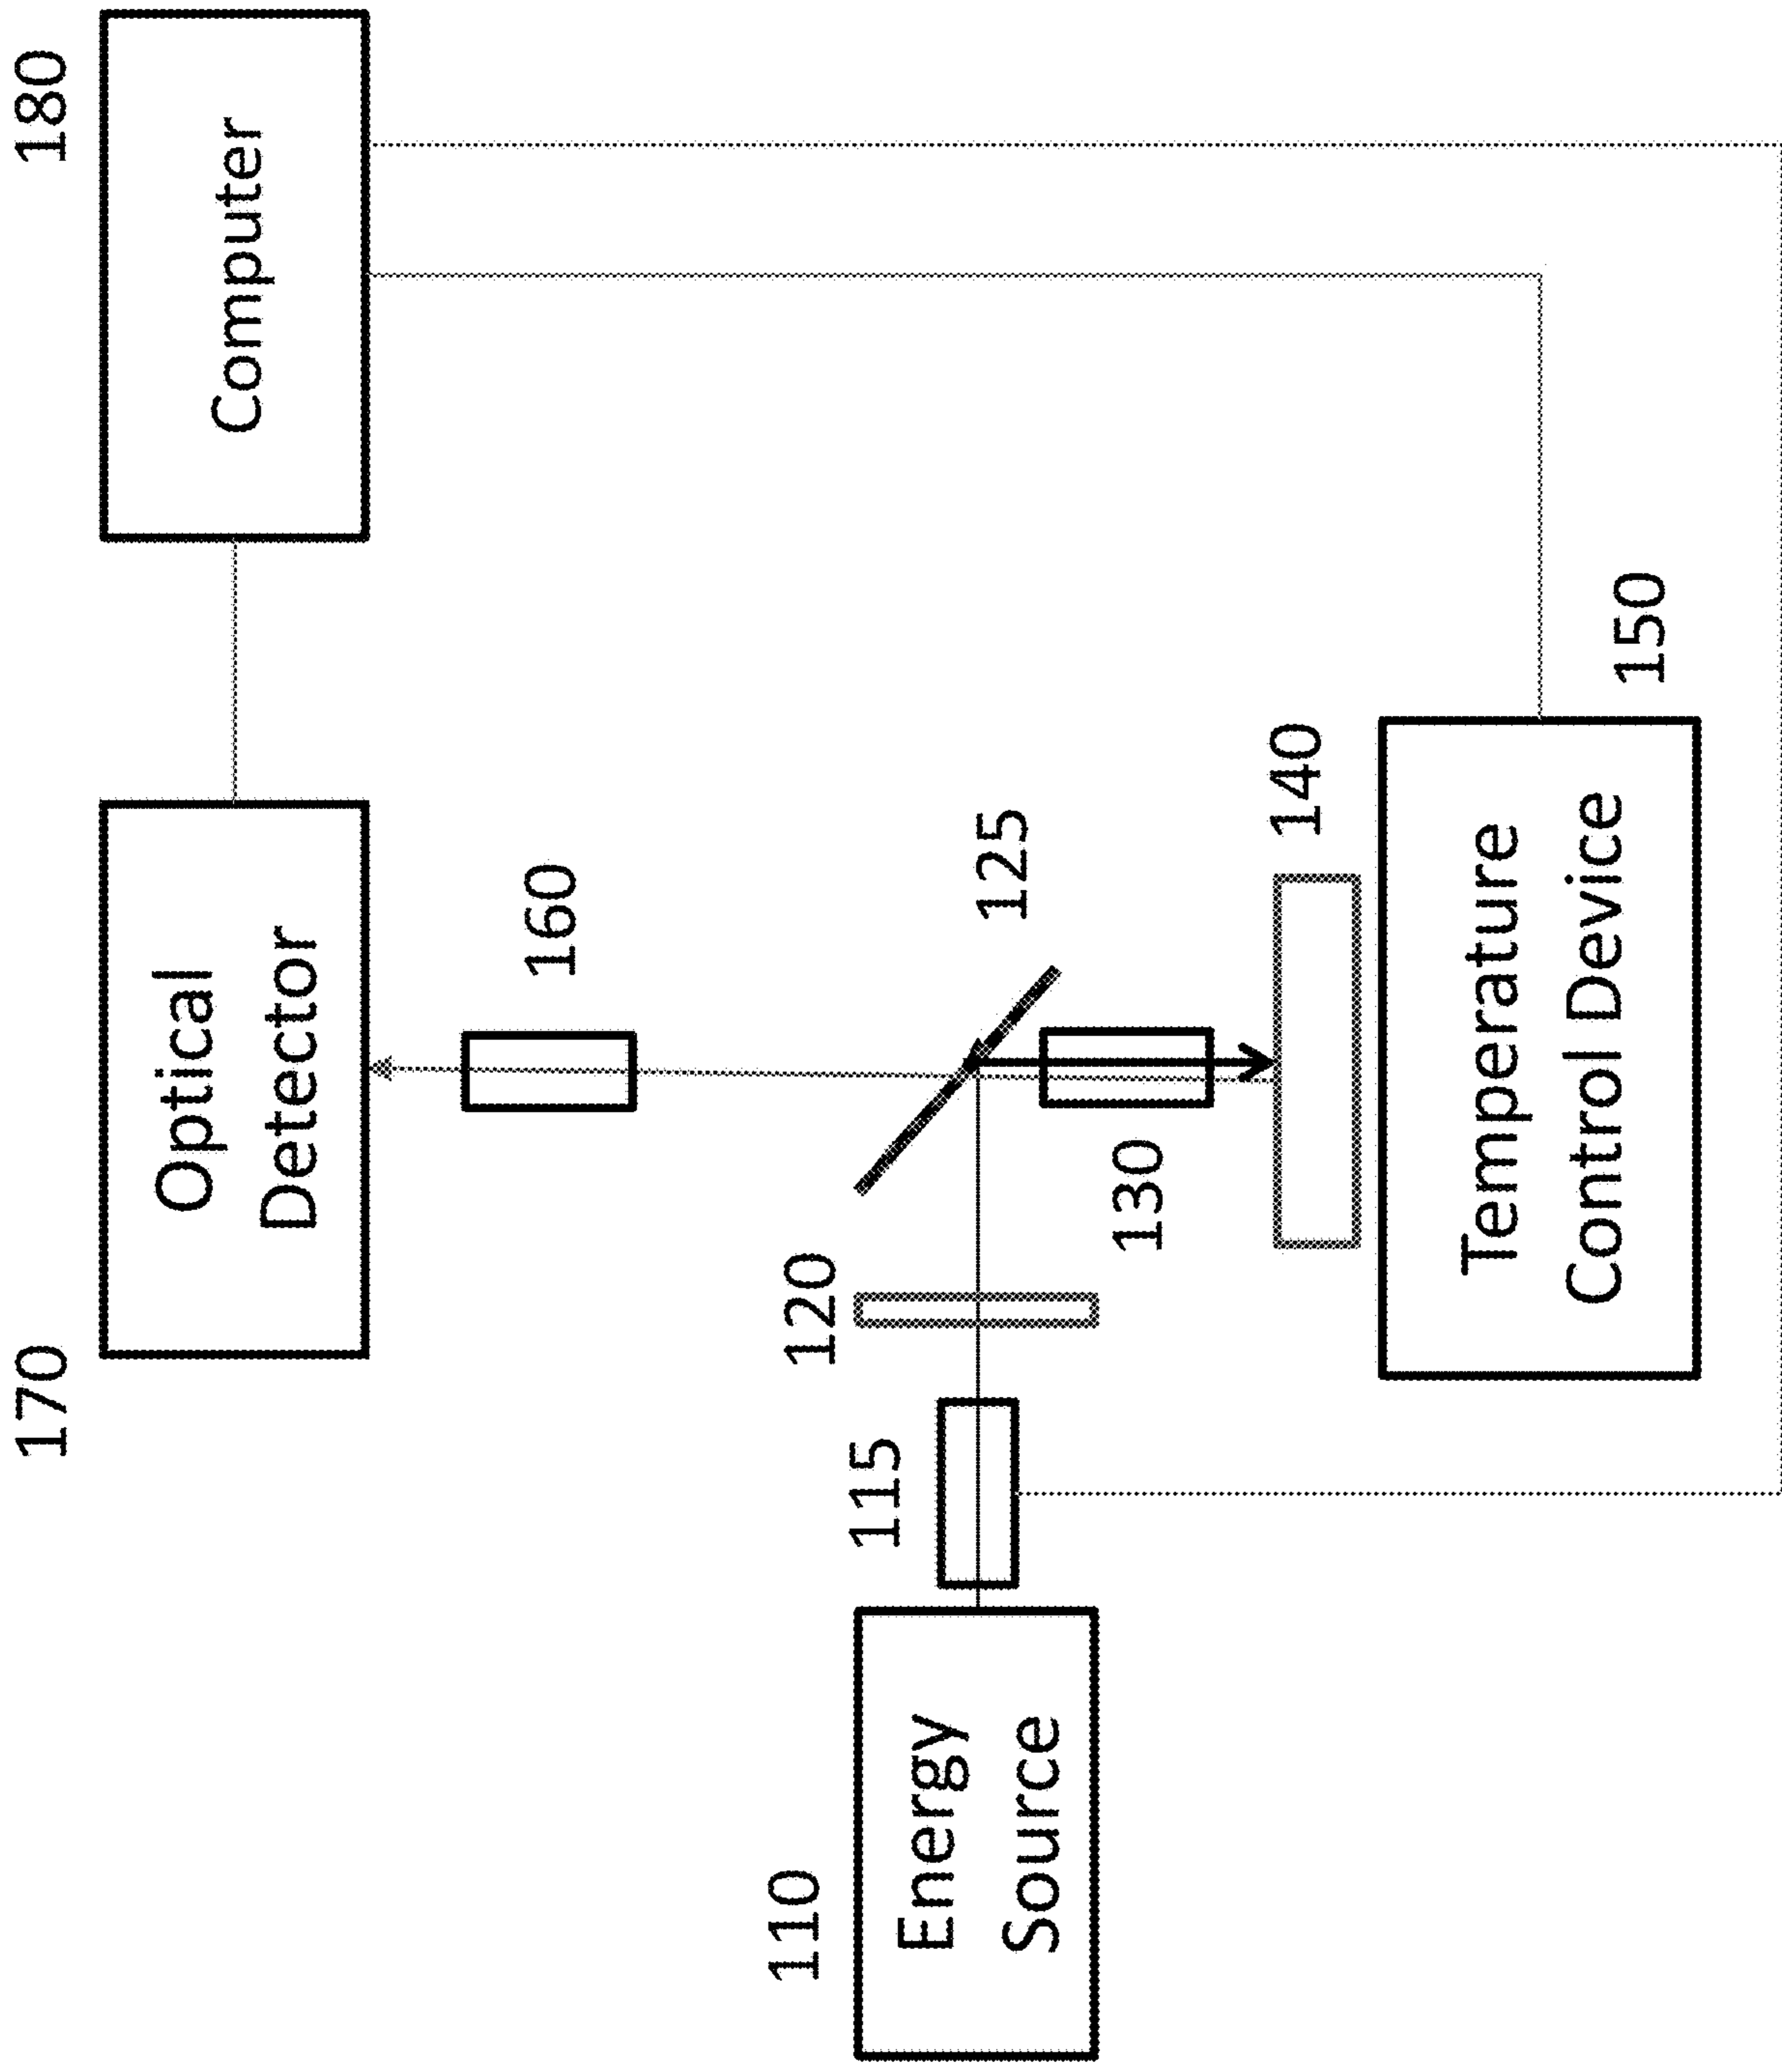 170
180
Optical
Detector
Computer
160
110
115
120
125
Energy
Source
130
140
Temperature
Control Device
150